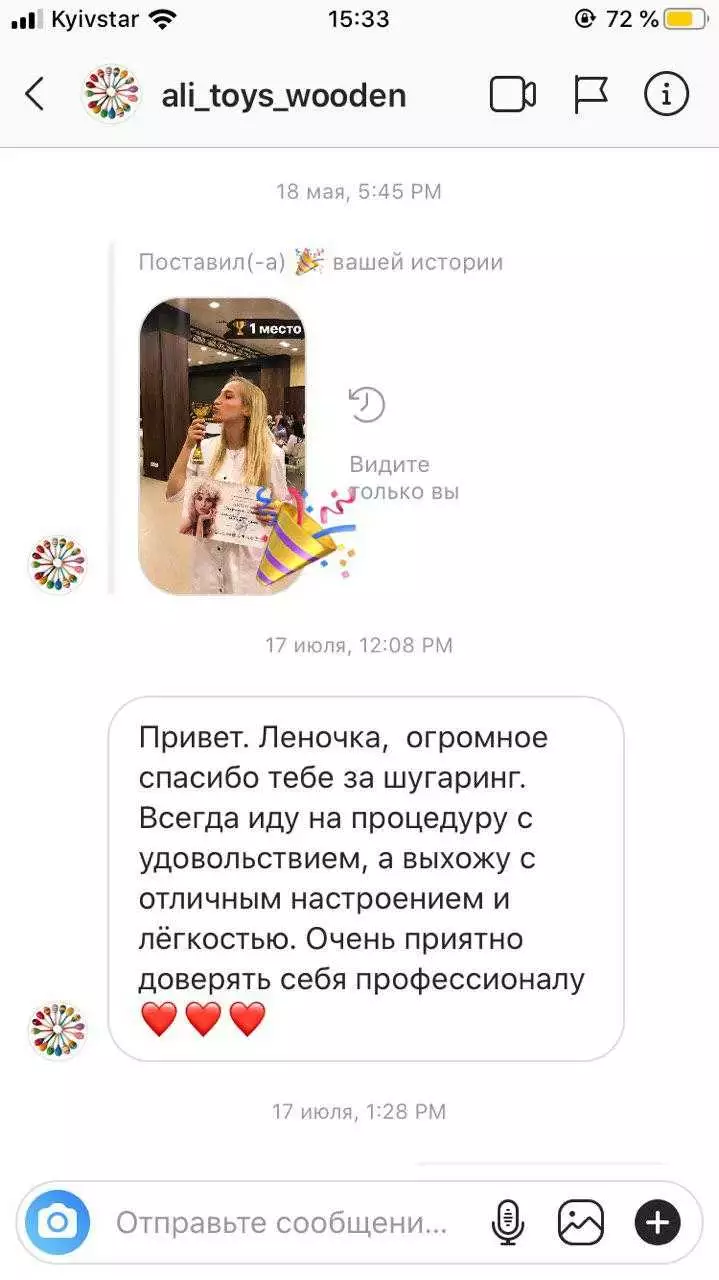 Kyivstar 15:33 72 %
ali_toys_wooden
18 мая, 5:45 PM
Поставил(-а) 🎉 вашей истории
🏆 1 место
Видите
только вы
17 июля, 12:08 PM
Привет. Леночка, огромное
спасибо тебе за шугаринг.
Всегда иду на процедуру с
удовольствием, а выхожу с
отличным настроением и
лёгкостью. Очень приятно
доверять себя профессионалу
❤️❤️❤️
17 июля, 1:28 PM
Отправьте сообщени...